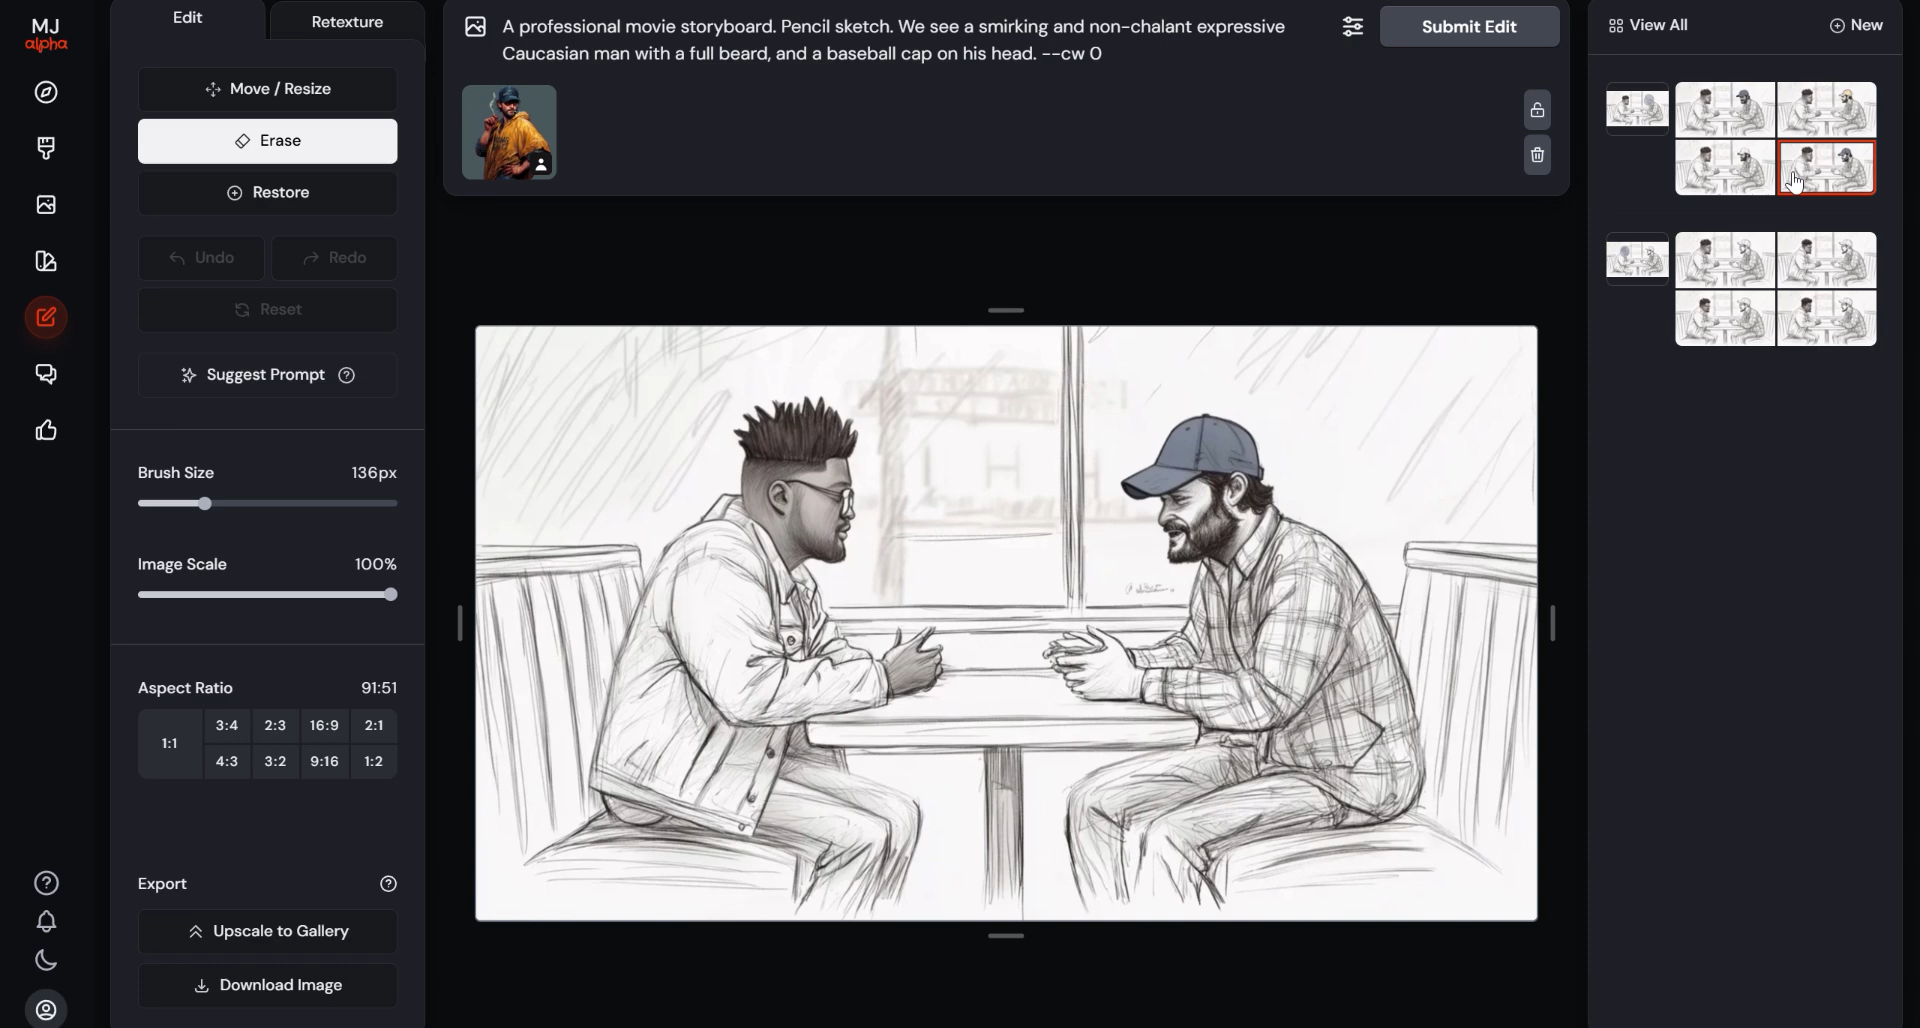 MJ
alpha
Edit
Retexture
Move / Resize
Erase
Restore
Undo
Redo
Reset
Suggest Prompt
Brush Size
136px
Image Scale
100%
Aspect Ratio
91:51
1:1
3:4
2:3
16:9
2:1
4:3
3:2
9:16
1:2
Export
Upscale to Gallery
Download Image
A professional movie storyboard. Pencil sketch. We see a smirking and non-chalant expressive
Caucasian man with a full beard, and a baseball cap on his head. --cw 0
Submit Edit
View All
New